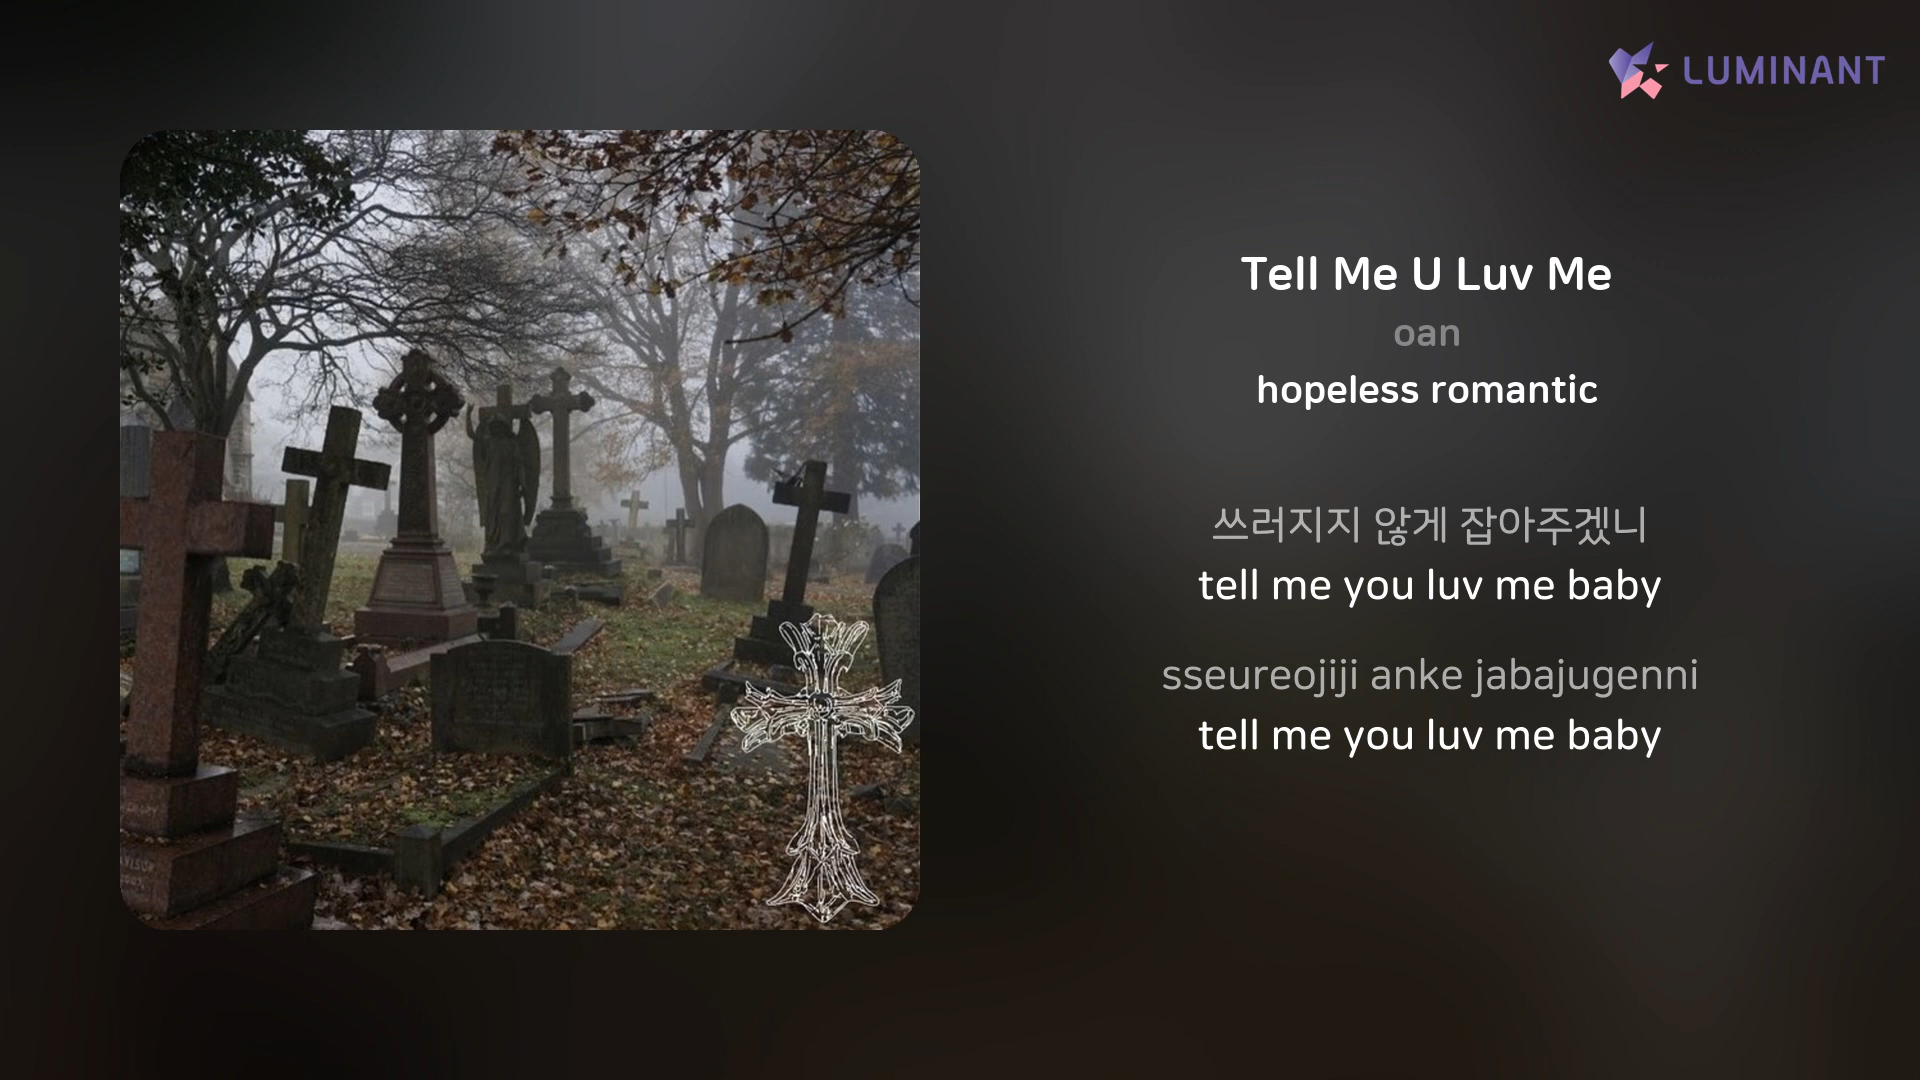 LUMINANT
Tell Me U Luv Me
oan
hopeless romantic
쓰러지지 않게 잡아주겠니
tell me you luv me baby
sseureojiji anke jabajugenni
tell me you luv me baby